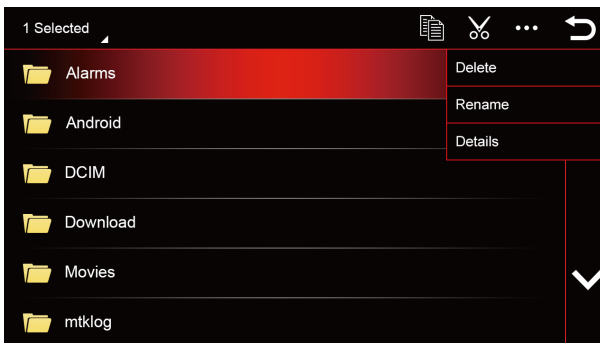 1 Selected
Alarms
Delete
Rename
Android
Details
DCIM
Download
Movies
mtklog